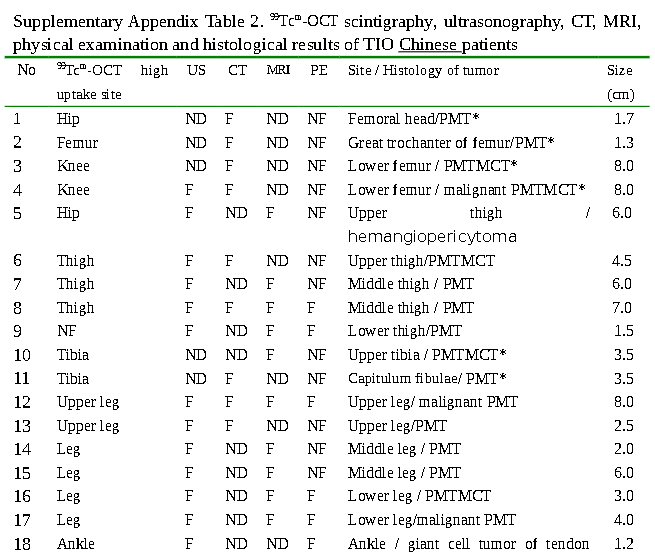 Supplementary Appendix Table 2. ⁹⁹Tcᵐ-OCT scintigraphy, ultrasonography, CT, MRI,
physical examination and histological results of TIO Chinese patients
No ⁹⁹Tcᵐ-OCT high US CT MRI PE Site / Histology of tumor Size
uptake site (cm)
1 Hip ND F ND NF Femoral head/PMT* 1.7
2 Femur ND F ND NF Great trochanter of femur/PMT* 1.3
3 Knee ND F ND NF Lower femur / PMTMCT* 8.0
4 Knee F F ND NF Lower femur / malignant PMTMCT* 8.0
5 Hip F ND F NF Upper thigh / 6.0
hemangiopericytoma
6 Thigh F F ND NF Upper thigh/PMTMCT 4.5
7 Thigh F ND F NF Middle thigh / PMT 6.0
8 Thigh F F F F Middle thigh / PMT 7.0
9 NF F ND F F Lower thigh/PMT 1.5
10 Tibia ND ND F NF Upper tibia / PMTMCT* 3.5
11 Tibia ND F ND NF Capitulum fibulae/ PMT* 3.5
12 Upper leg F F F F Upper leg/ malignant PMT 8.0
13 Upper leg F F ND NF Upper leg/PMT 2.5
14 Leg F ND F NF Middle leg / PMT 2.0
15 Leg F ND F NF Middle leg / PMT 6.0
16 Leg F ND F F Lower leg / PMTMCT 3.0
17 Leg F ND F F Lower leg/malignant PMT 4.0
18 Ankle F ND ND F Ankle / giant cell tumor of tendon 1.2